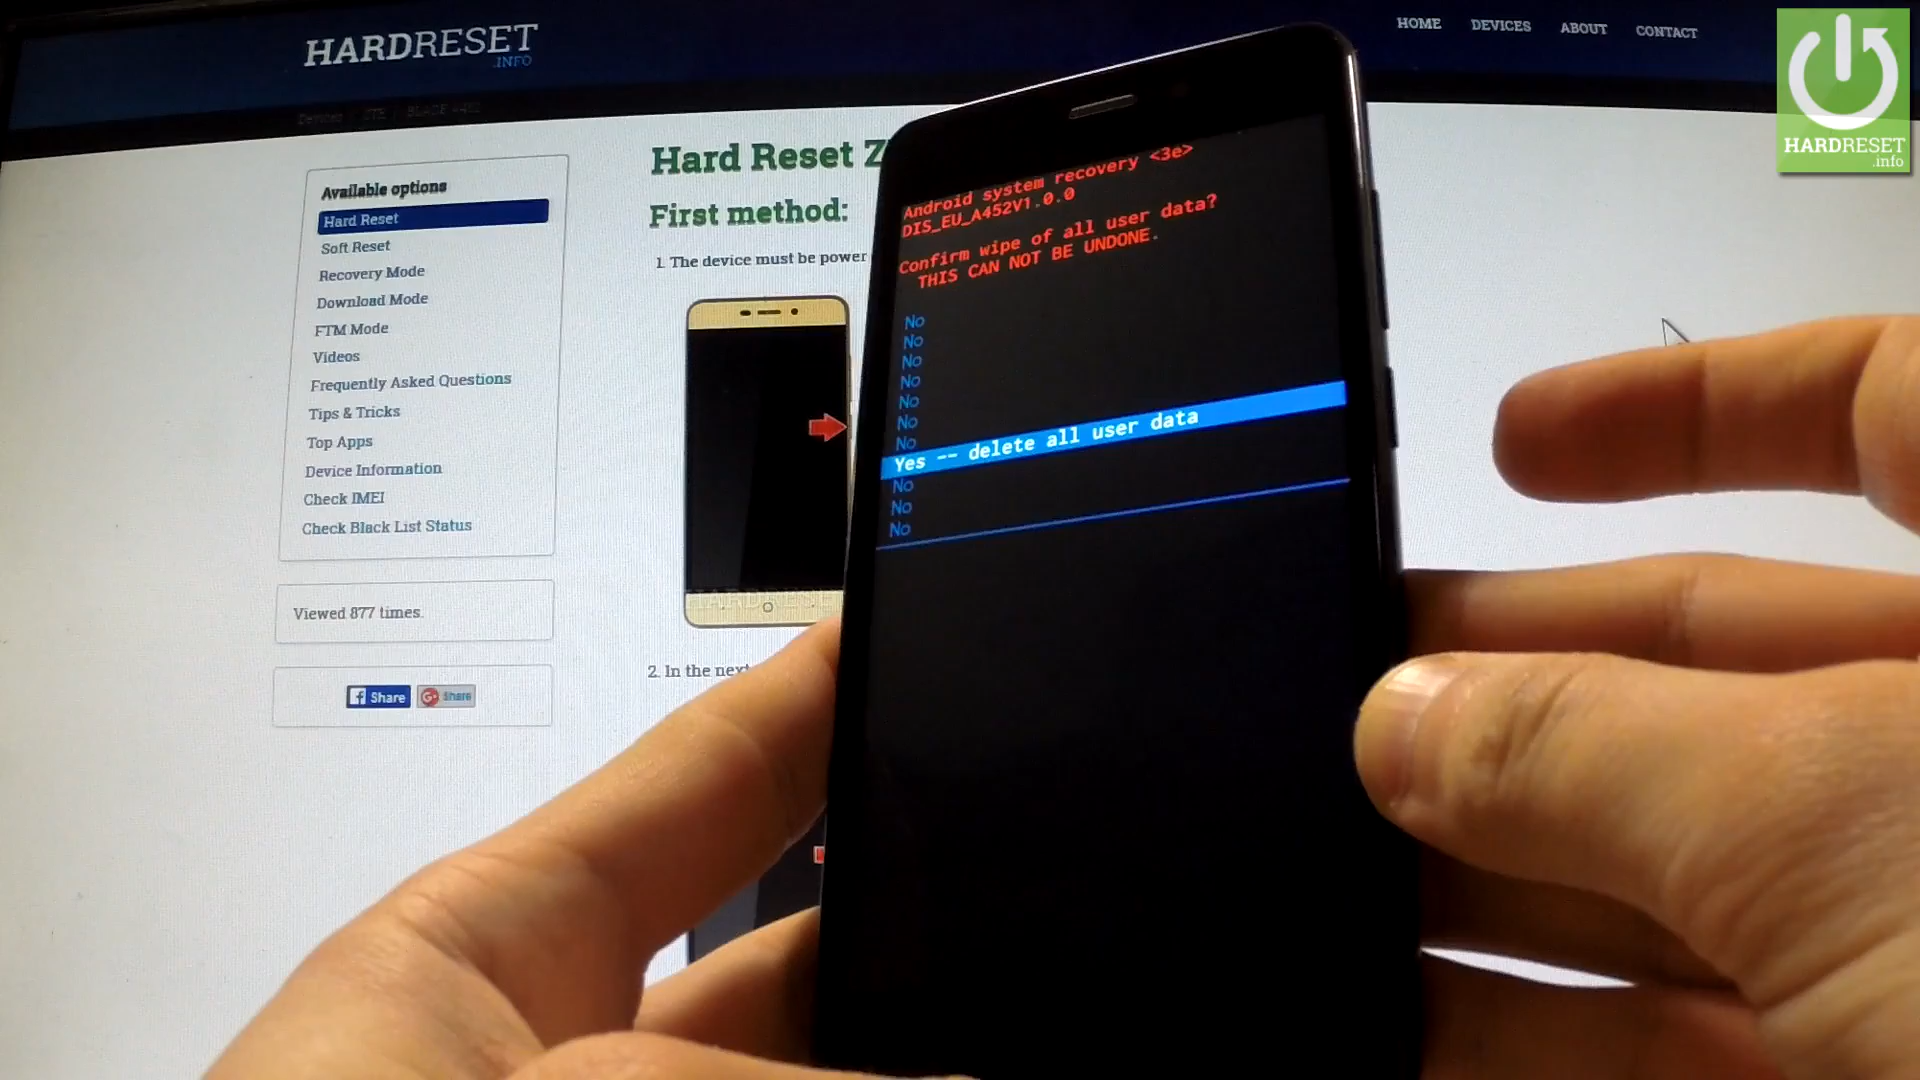 HARDRESET
.INFO
HOME DEVICES ABOUT CONTACT
HARDRESET
.info
Devices / ZTE / BLADE A452
Available options
Hard Reset
Soft Reset
Recovery Mode
Download Mode
FTM Mode
Videos
Frequently Asked Questions
Tips & Tricks
Top Apps
Device Information
Check IMEI
Check Black List Status
Viewed 877 times.
Share
Share
Hard Reset
First method:
1. The device must be power
2. In the next
Android system recovery <3e>
DIS_EU_A452V1.0.0
Confirm wipe of all user data?
THIS CAN NOT BE UNDONE.
No
No
No
No
No
No
No
Yes -- delete all user data
No
No
No